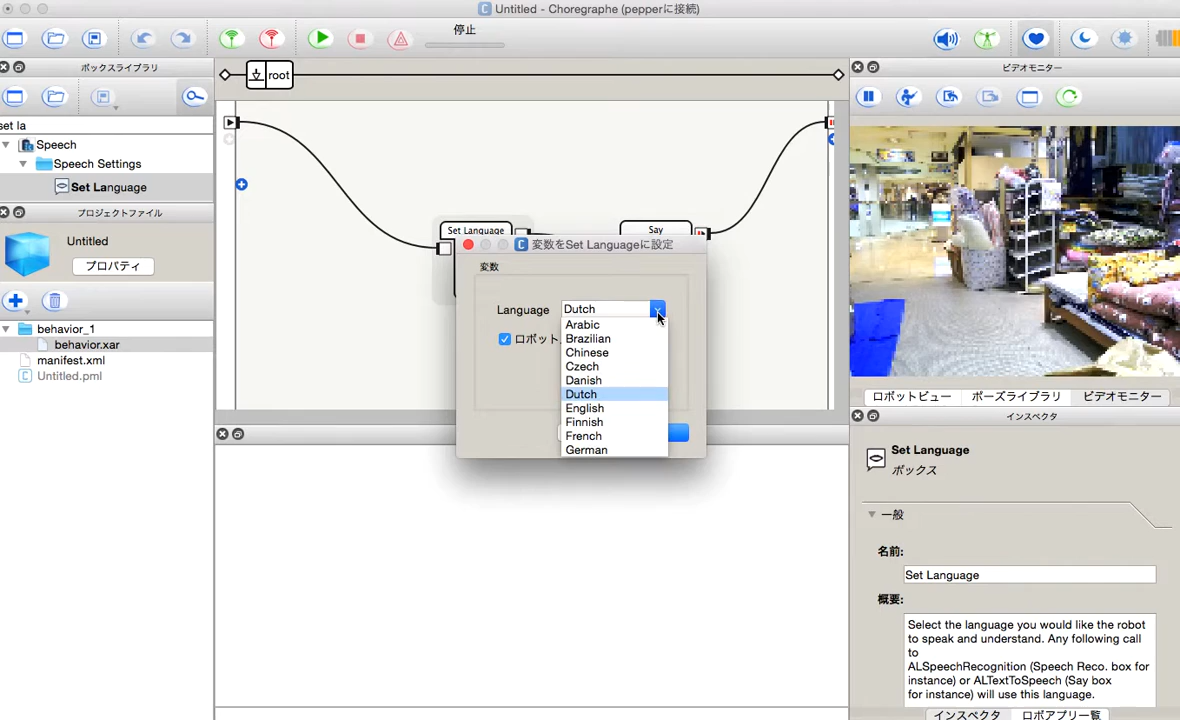 Untitled - Choregraphe (pepperに接続)
停止
ボックスライブラリ
root
ビデオモニター
set la
Speech
Speech Settings
Set Language
プロジェクトファイル
Untitled
プロパティ
behavior_1
behavior.xar
manifest.xml
Untitled.pml
Set Language
Say
変数をSet Languageに設定
変数
Language
Dutch
ロボット
Arabic
Brazilian
Chinese
Czech
Danish
Dutch
English
Finnish
French
German
ロボットビュー
ポーズライブラリ
ビデオモニター
インスペクタ
Set Language
ボックス
一般
名前:
Set Language
概要:
Select the language you would like the robot
to speak and understand. Any following call
to
ALSpeechRecognition (Speech Reco. box for
instance) or ALTextToSpeech (Say box
for instance) will use this language.
インスペクタ
ロボアプリ一覧